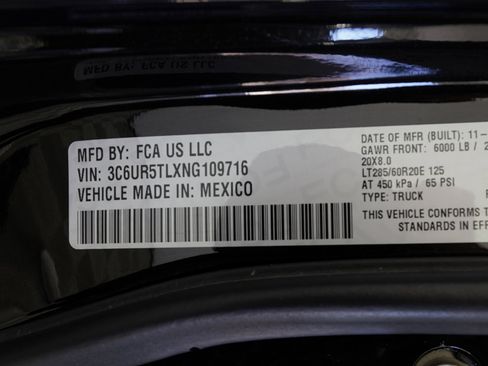 MFD BY: FCA US LLC
VIN: 3C6UR5TLXNG109716
VEHICLE MADE IN: MEXICO
DATE OF MFR (BUILT): 11-
GAWR FRONT: 6000 LB /
20X8.0
LT285/60R20E 125
AT 450 kPa / 65 PSI
TYPE: TRUCK
THIS VEHICLE CONFORMS
STANDARDS IN EFF